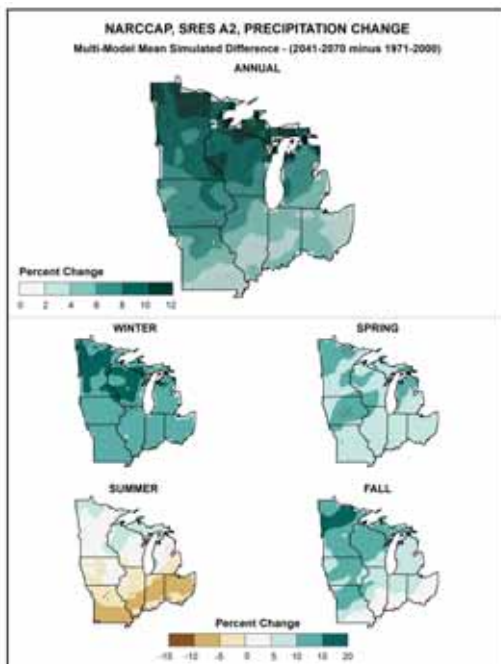 NARCCAP, SRES A2, PRECIPITATION CHANGE
Multi-Model Mean Simulated Difference - (2041-2070 minus 1971-2000)
ANNUAL
Percent Change
0 2 4 6 8 10 12
WINTER
SPRING
SUMMER
FALL
Percent Change
-15 -10 -5 0 5 10 15 20